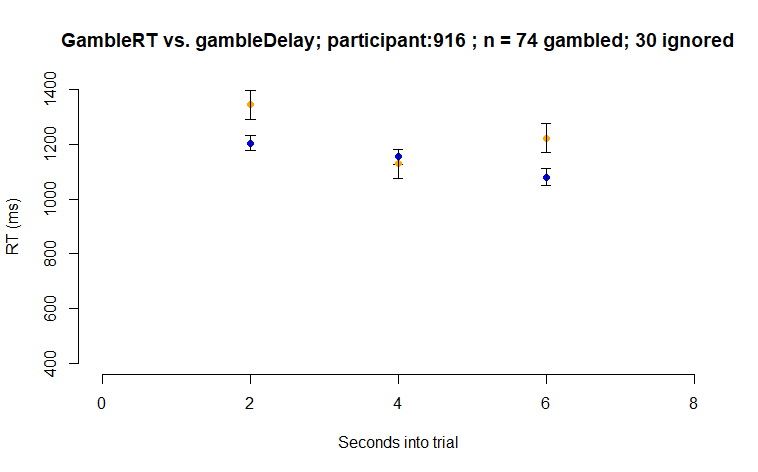 GambleRT vs. gambleDelay; participant:916 ; n = 74 gambled; 30 ignored
1400
1200
1000
800
600
400
RT (ms)
0 2 4 6 8
Seconds into trial